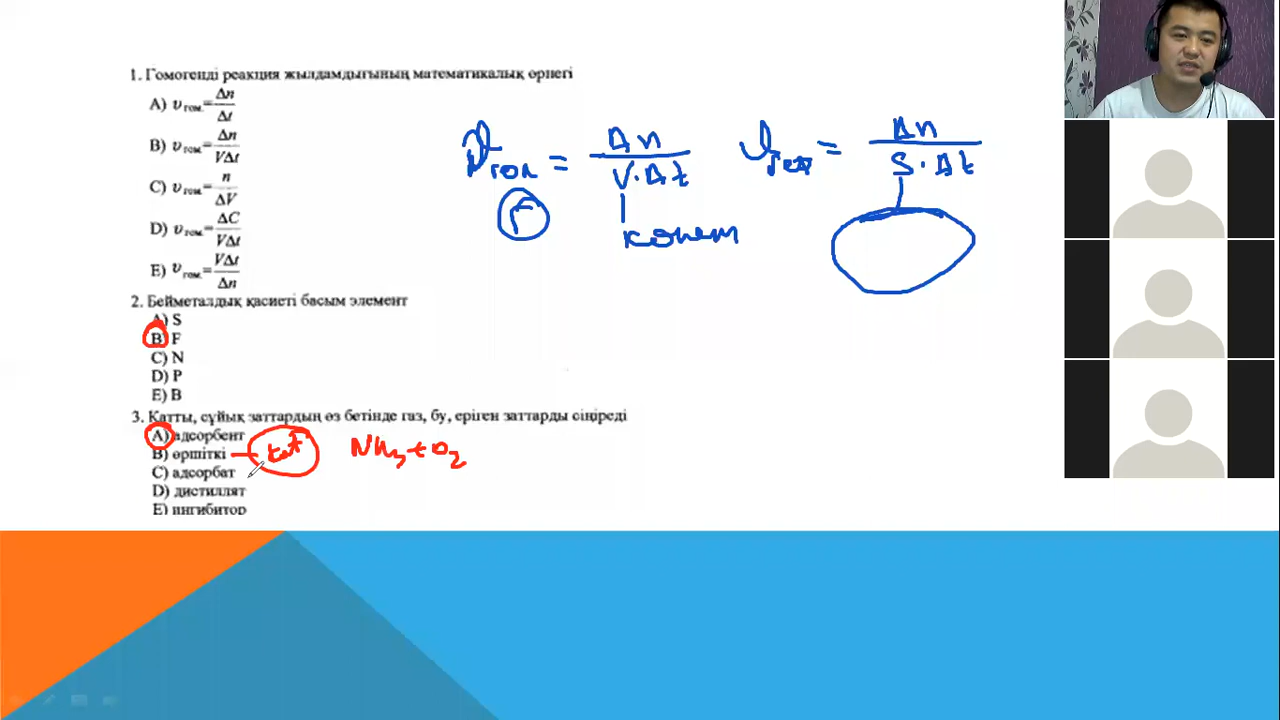 1. Гомогенді реакция жылдамдығының математикалық өрнегі
A) υгом.=Δn/Δt
B) υгом.=Δn/VΔt
C) υгом.=n/ΔV
D) υгом.=ΔC/VΔt
E) υгом.=VΔt/Δn
2. Бейметалдық қасиеті басым элемент
A) S
B) F
C) N
D) P
E) B
3. Қатты, сұйық заттардың өз бетінде газ, бу, еріген заттарды сіңіреді
A) адсорбент
B) өршіткі
C) адсорбат
D) дистиллят
E) ингибитор
υгом = Δn/V·Δt
υгет = Δn/S·Δt
Г
kat
NH3+O2